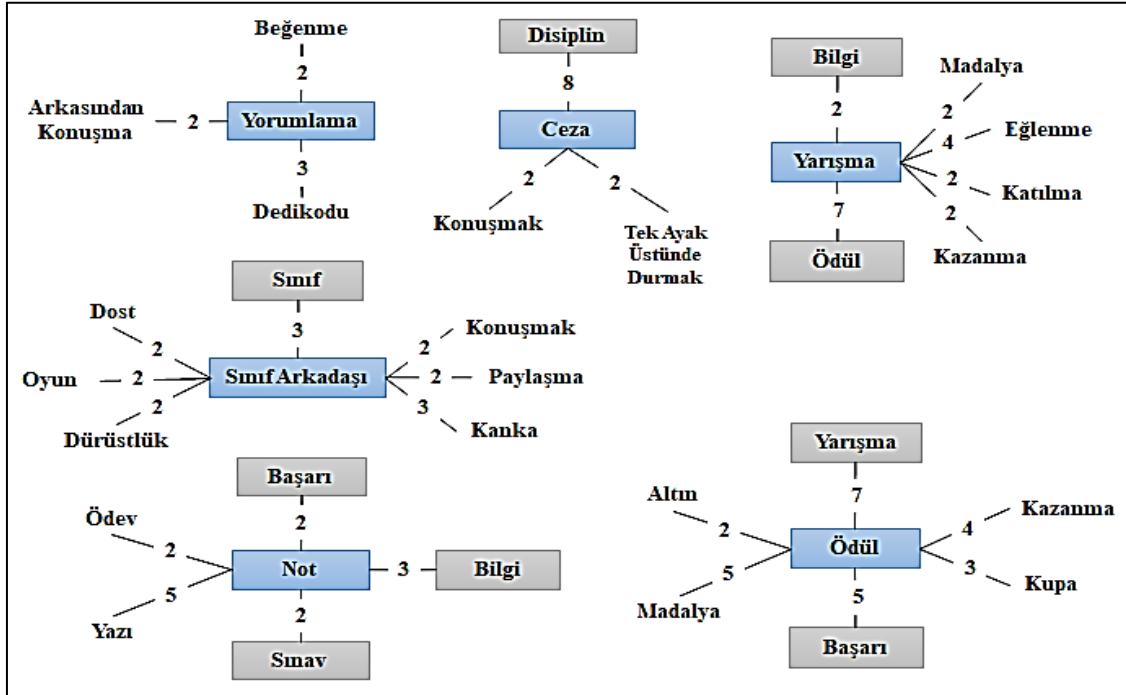 Beğenme
2
Arkasından
Konuşma
2
Yorumlama
3
Dedikodu
Disiplin
8
Ceza
2
2
Konuşmak
Tek Ayak
Üstünde
Durmak
Bilgi
2
Yarışma
7
Ödül
Madalya
2
Eğlenme
4
Katılma
2
Kazanma
2
Sınıf
3
Sınıf Arkadaşı
Dost
2
Oyun
2
Dürüstlük
2
Konuşmak
2
Paylaşma
2
Kanka
3
Başarı
2
Not
Ödev
2
Yazı
5
3
Bilgi
2
Sınav
Yarışma
7
Ödül
Altın
2
Madalya
5
Kazanma
4
Kupa
3
5
Başarı